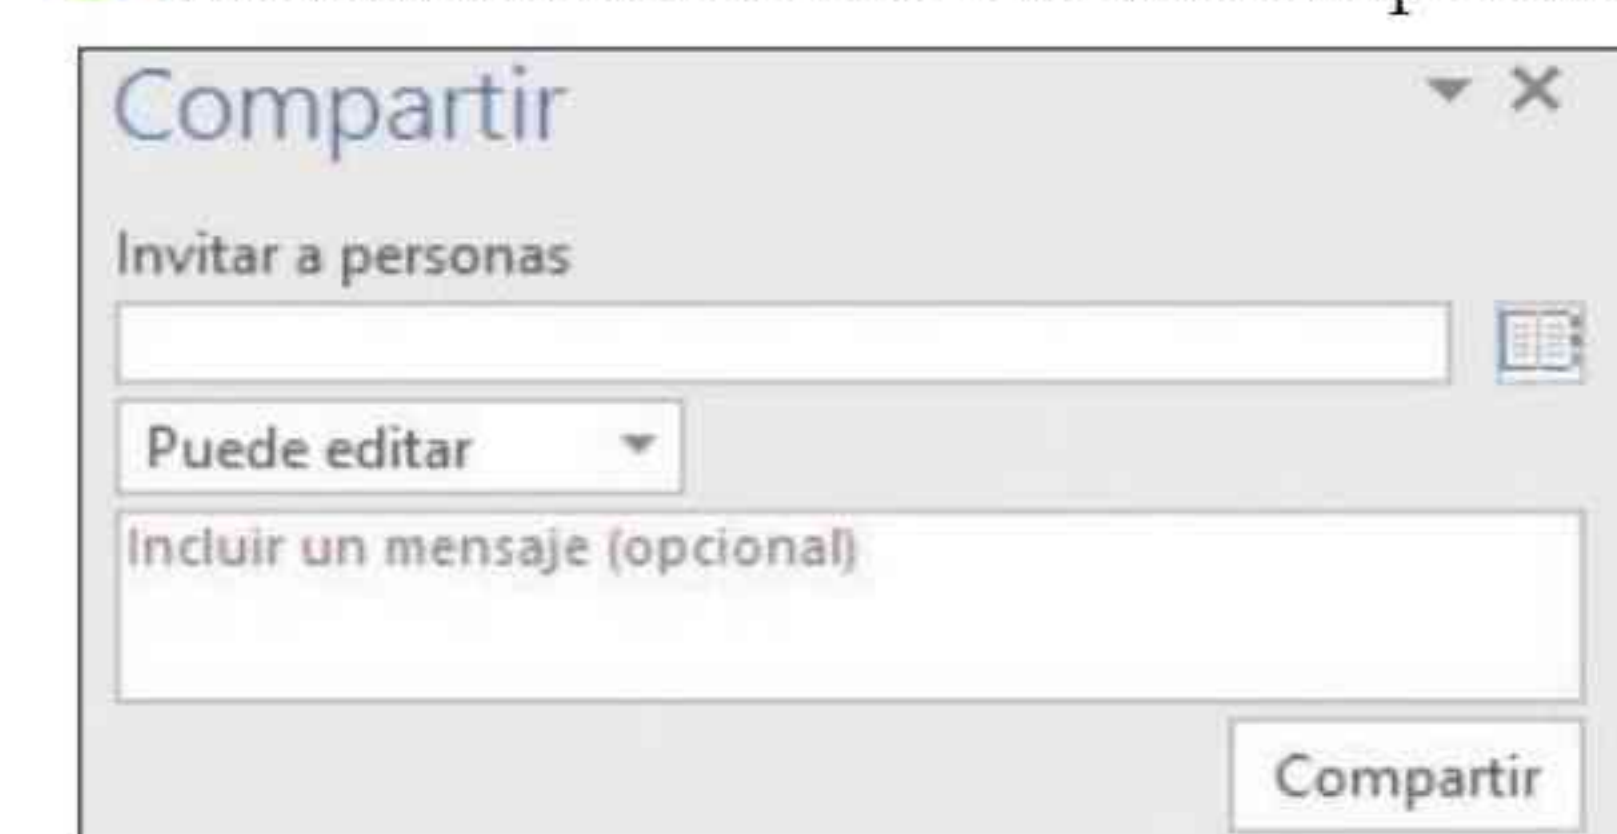 Compartir
Invitar a personas
Puede editar
Incluir un mensaje (opcional)
Compartir